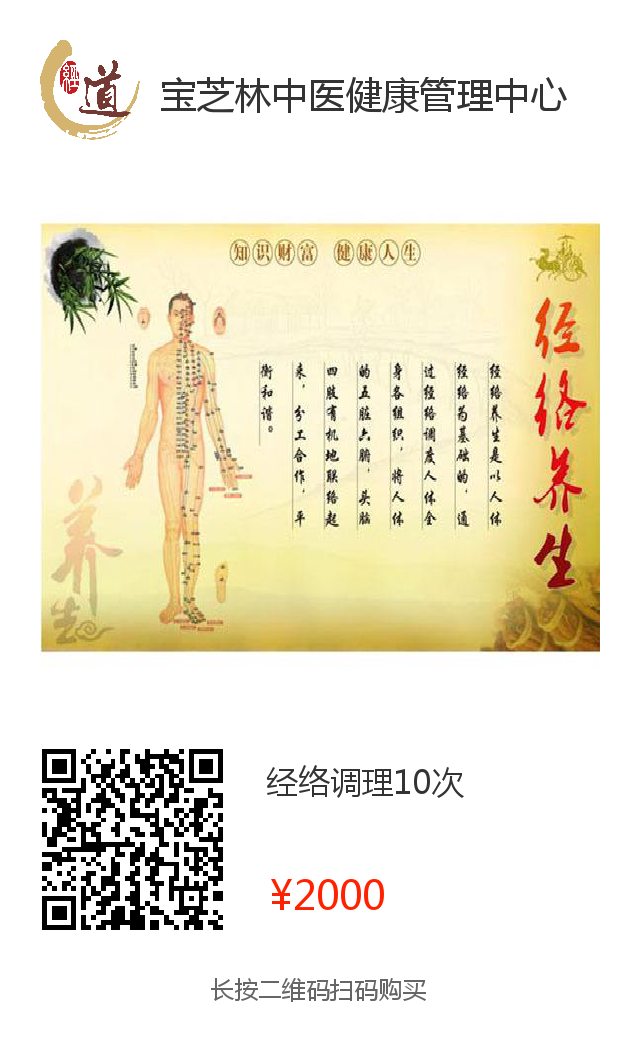 道
宝芝林中医健康管理中心
知识财富 健康人生
经络养生
经络养生是以人体
经络为基础的，通
过经络调度人体全
身各组织，将人体
的五脏六腑，头脑
四肢有机地联络起
来，分工合作，平
衡和谐。
养生
经络调理10次
¥2000
长按二维码扫码购买